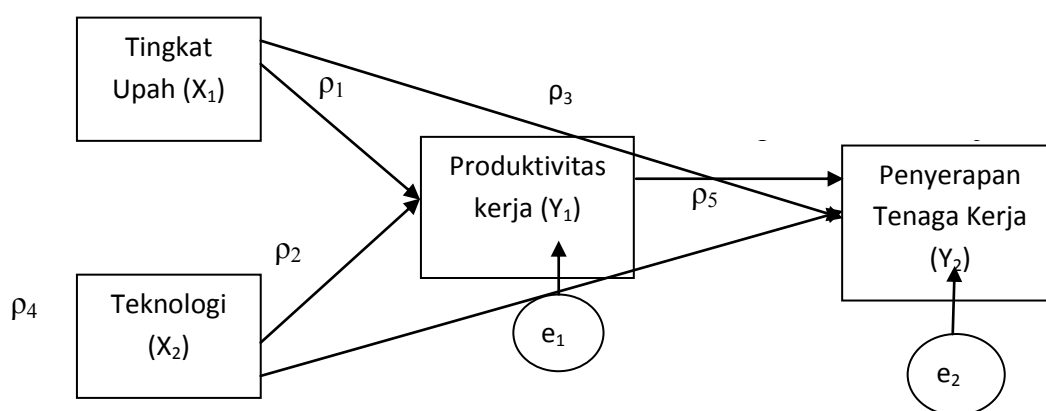 Tingkat
Upah (X₁)
ρ₁
ρ₃
Produktivitas
kerja (Y₁)
ρ₅
Penyerapan
Tenaga Kerja
(Y₂)
ρ₂
ρ₄
Teknologi
(X₂)
e₁
e₂